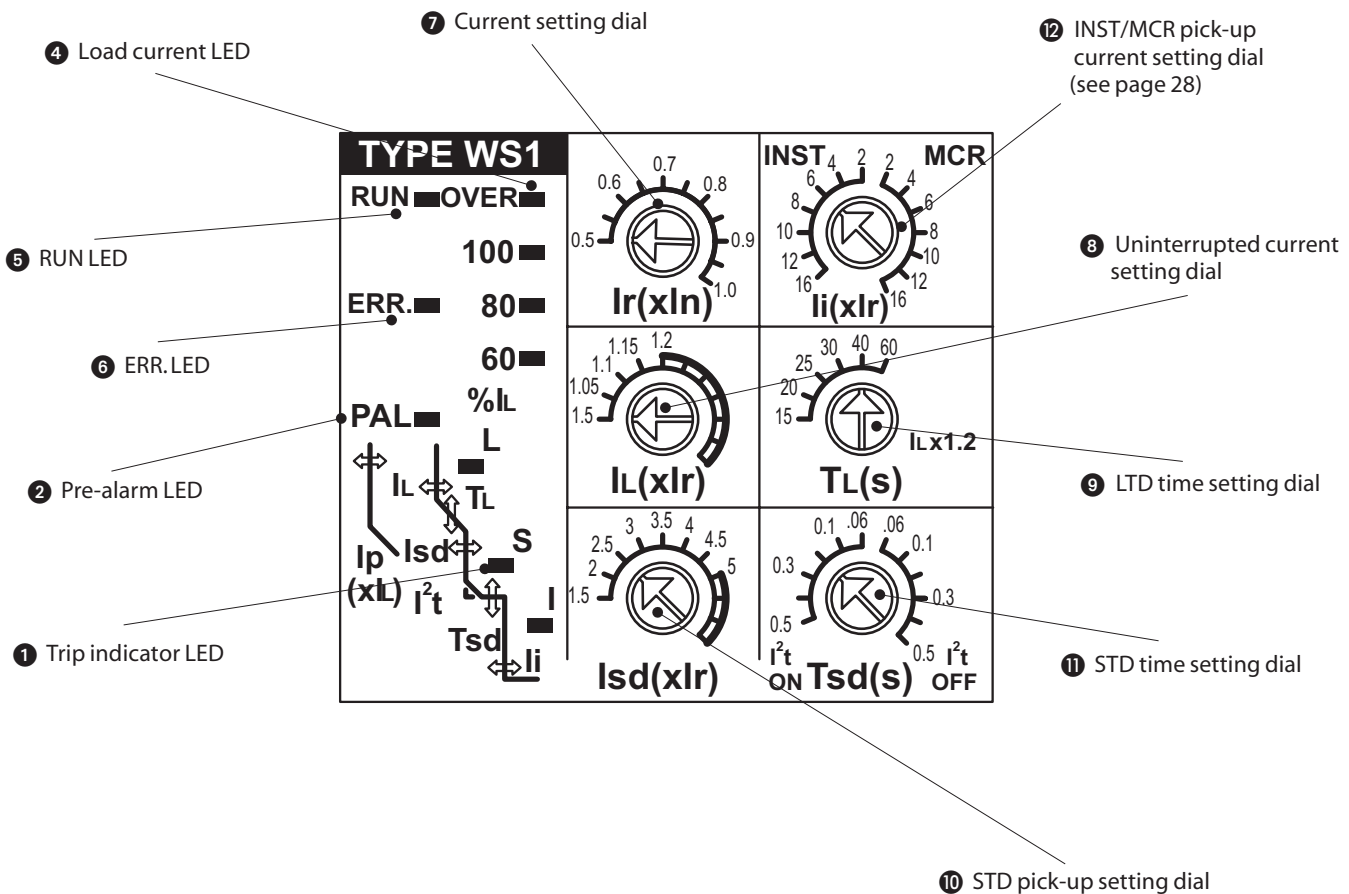 ❼ Current setting dial
❹ Load current LED
⓬ INST/MCR pick-up
current setting dial
(see page 28)
TYPE WS1
RUN OVER
100
ERR. 80
60
%IL
PAL
L
IL
TL
Isd
S
Ip
(xIL)
I²t
I
Tsd
Ii
0.5
0.6
0.7
0.8
0.9
1.0
Ir(xIn)
INST MCR
16
12
10
8
6
4
2
2
4
6
8
10
12
16
Ii(xIr)
1.5
1.05
1.1
1.15
1.2
IL(xIr)
15
20
25
30
40
60
ILx1.2
TL(s)
1.5
2
2.5
3
3.5
4
4.5
5
Isd(xIr)
0.5
0.3
0.1
.06
.06
0.1
0.3
0.5
I²t
ON
Tsd(s)
I²t
OFF
❺ RUN LED
❽ Uninterrupted current
setting dial
❻ ERR. LED
❷ Pre-alarm LED
❾ LTD time setting dial
❶ Trip indicator LED
⓫ STD time setting dial
❿ STD pick-up setting dial